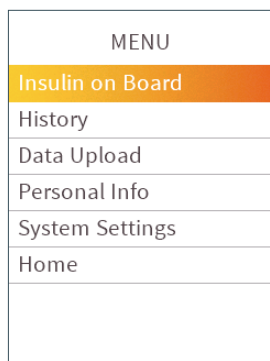 MENU
Insulin on Board
History
Data Upload
Personal Info
System Settings
Home